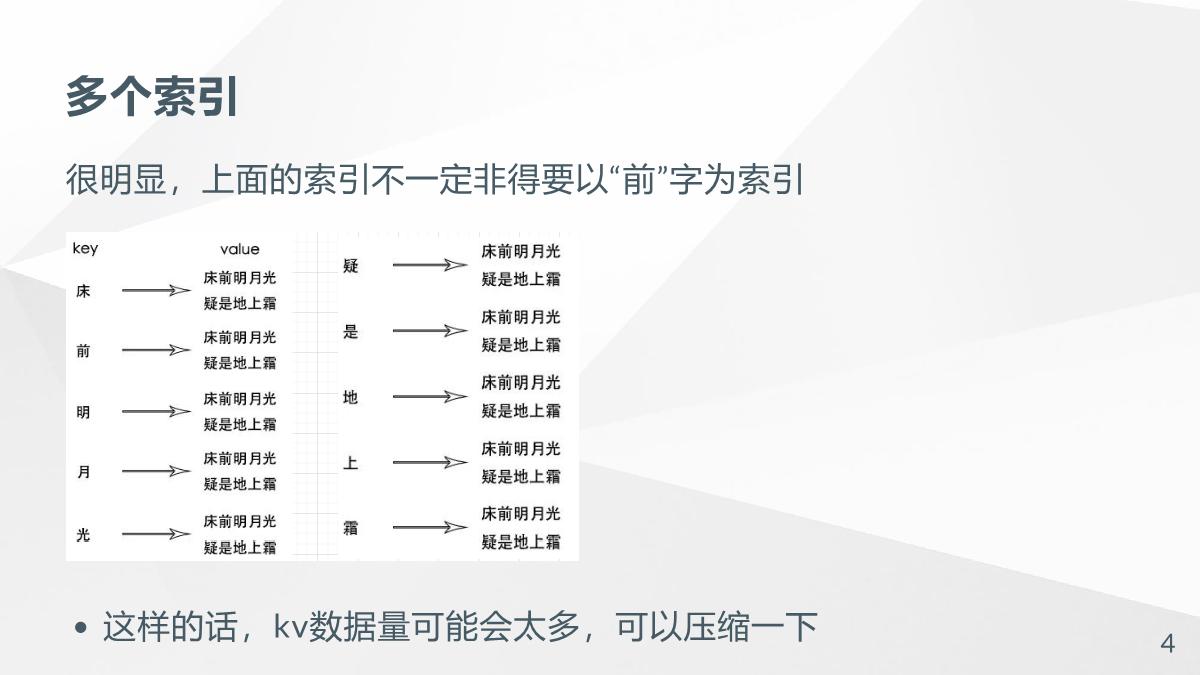 多个索引
很明显，上面的索引不一定非得要以“前”字为索引
key
value
床
床前明月光
疑是地上霜
前
床前明月光
疑是地上霜
明
床前明月光
疑是地上霜
月
床前明月光
疑是地上霜
光
床前明月光
疑是地上霜
疑
床前明月光
疑是地上霜
是
床前明月光
疑是地上霜
地
床前明月光
疑是地上霜
上
床前明月光
疑是地上霜
霜
床前明月光
疑是地上霜
• 这样的话，kv数据量可能会太多，可以压缩一下
4